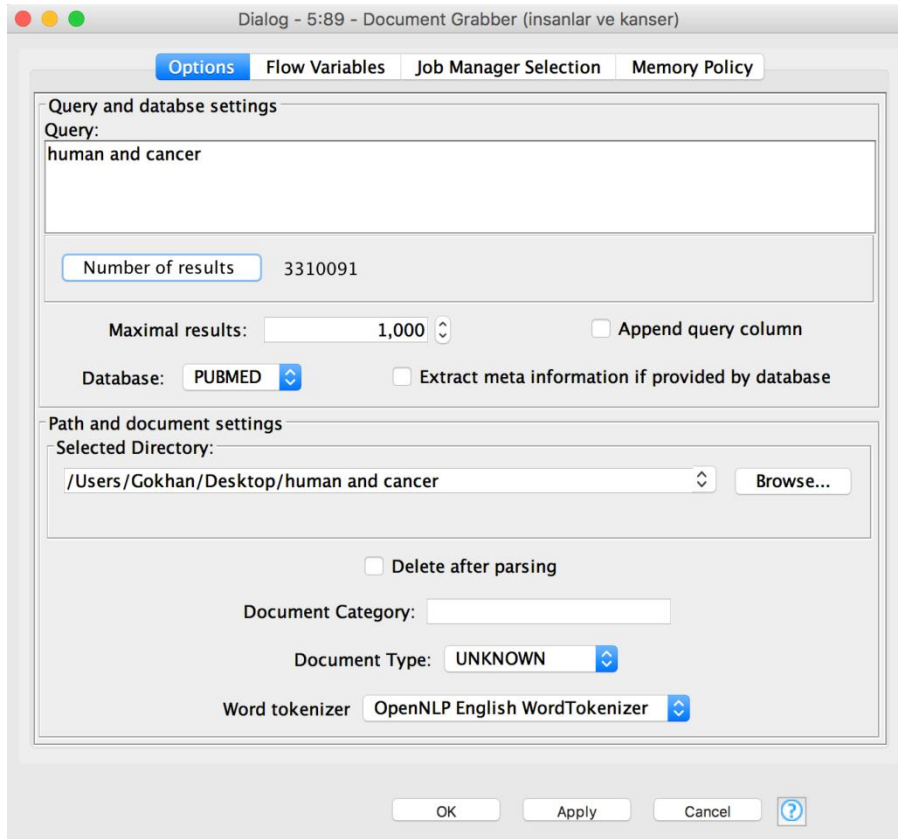 Dialog - 5:89 - Document Grabber (insanlar ve kanser)
Options Flow Variables Job Manager Selection Memory Policy
Query and databse settings
Query:
human and cancer
Number of results 3310091
Maximal results: 1,000 Append query column
Database: PUBMED Extract meta information if provided by database
Path and document settings
Selected Directory:
/Users/Gokhan/Desktop/human and cancer Browse...
Delete after parsing
Document Category:
Document Type: UNKNOWN
Word tokenizer OpenNLP English WordTokenizer
OK Apply Cancel ?